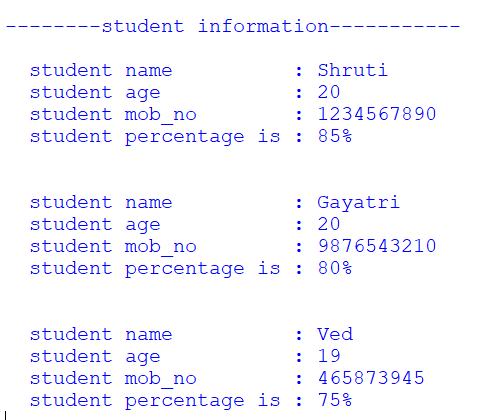 --------student information-----------
student name          : Shruti
student age           : 20
student mob_no        : 1234567890
student percentage is : 85%
student name          : Gayatri
student age           : 20
student mob_no        : 9876543210
student percentage is : 80%
student name          : Ved
student age           : 19
student mob_no        : 465873945
student percentage is : 75%